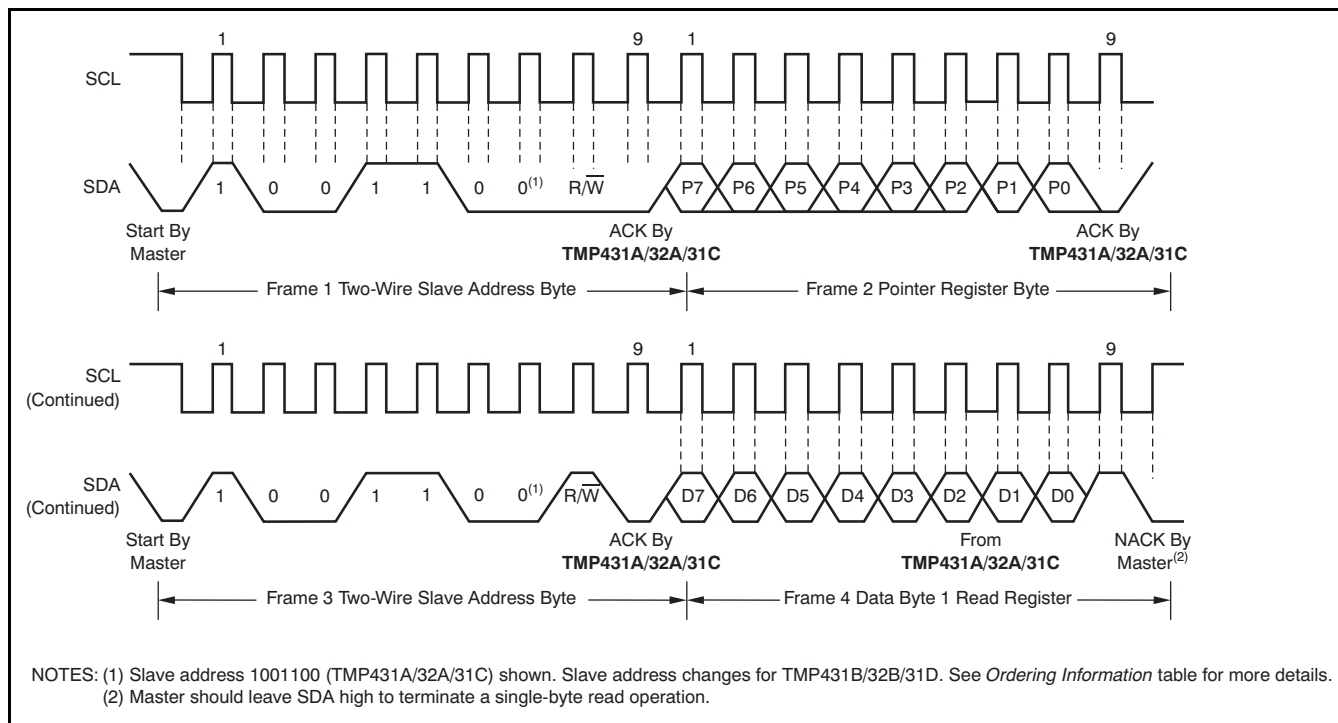 1 9 1 9
SCL
SDA
1 0 0 1 1 0 0(1) R/W̅ P7 P6 P5 P4 P3 P2 P1 P0
Start By
Master
ACK By
TMP431A/32A/31C
ACK By
TMP431A/32A/31C
Frame 1 Two-Wire Slave Address Byte
Frame 2 Pointer Register Byte
1 9 1 9
SCL
(Continued)
SDA
(Continued)
1 0 0 1 1 0 0(1) R/W̅ D7 D6 D5 D4 D3 D2 D1 D0
Start By
Master
ACK By
TMP431A/32A/31C
From
TMP431A/32A/31C
NACK By
Master(2)
Frame 3 Two-Wire Slave Address Byte
Frame 4 Data Byte 1 Read Register
NOTES: (1) Slave address 1001100 (TMP431A/32A/31C) shown. Slave address changes for TMP431B/32B/31D. See Ordering Information table for more details.
(2) Master should leave SDA high to terminate a single-byte read operation.